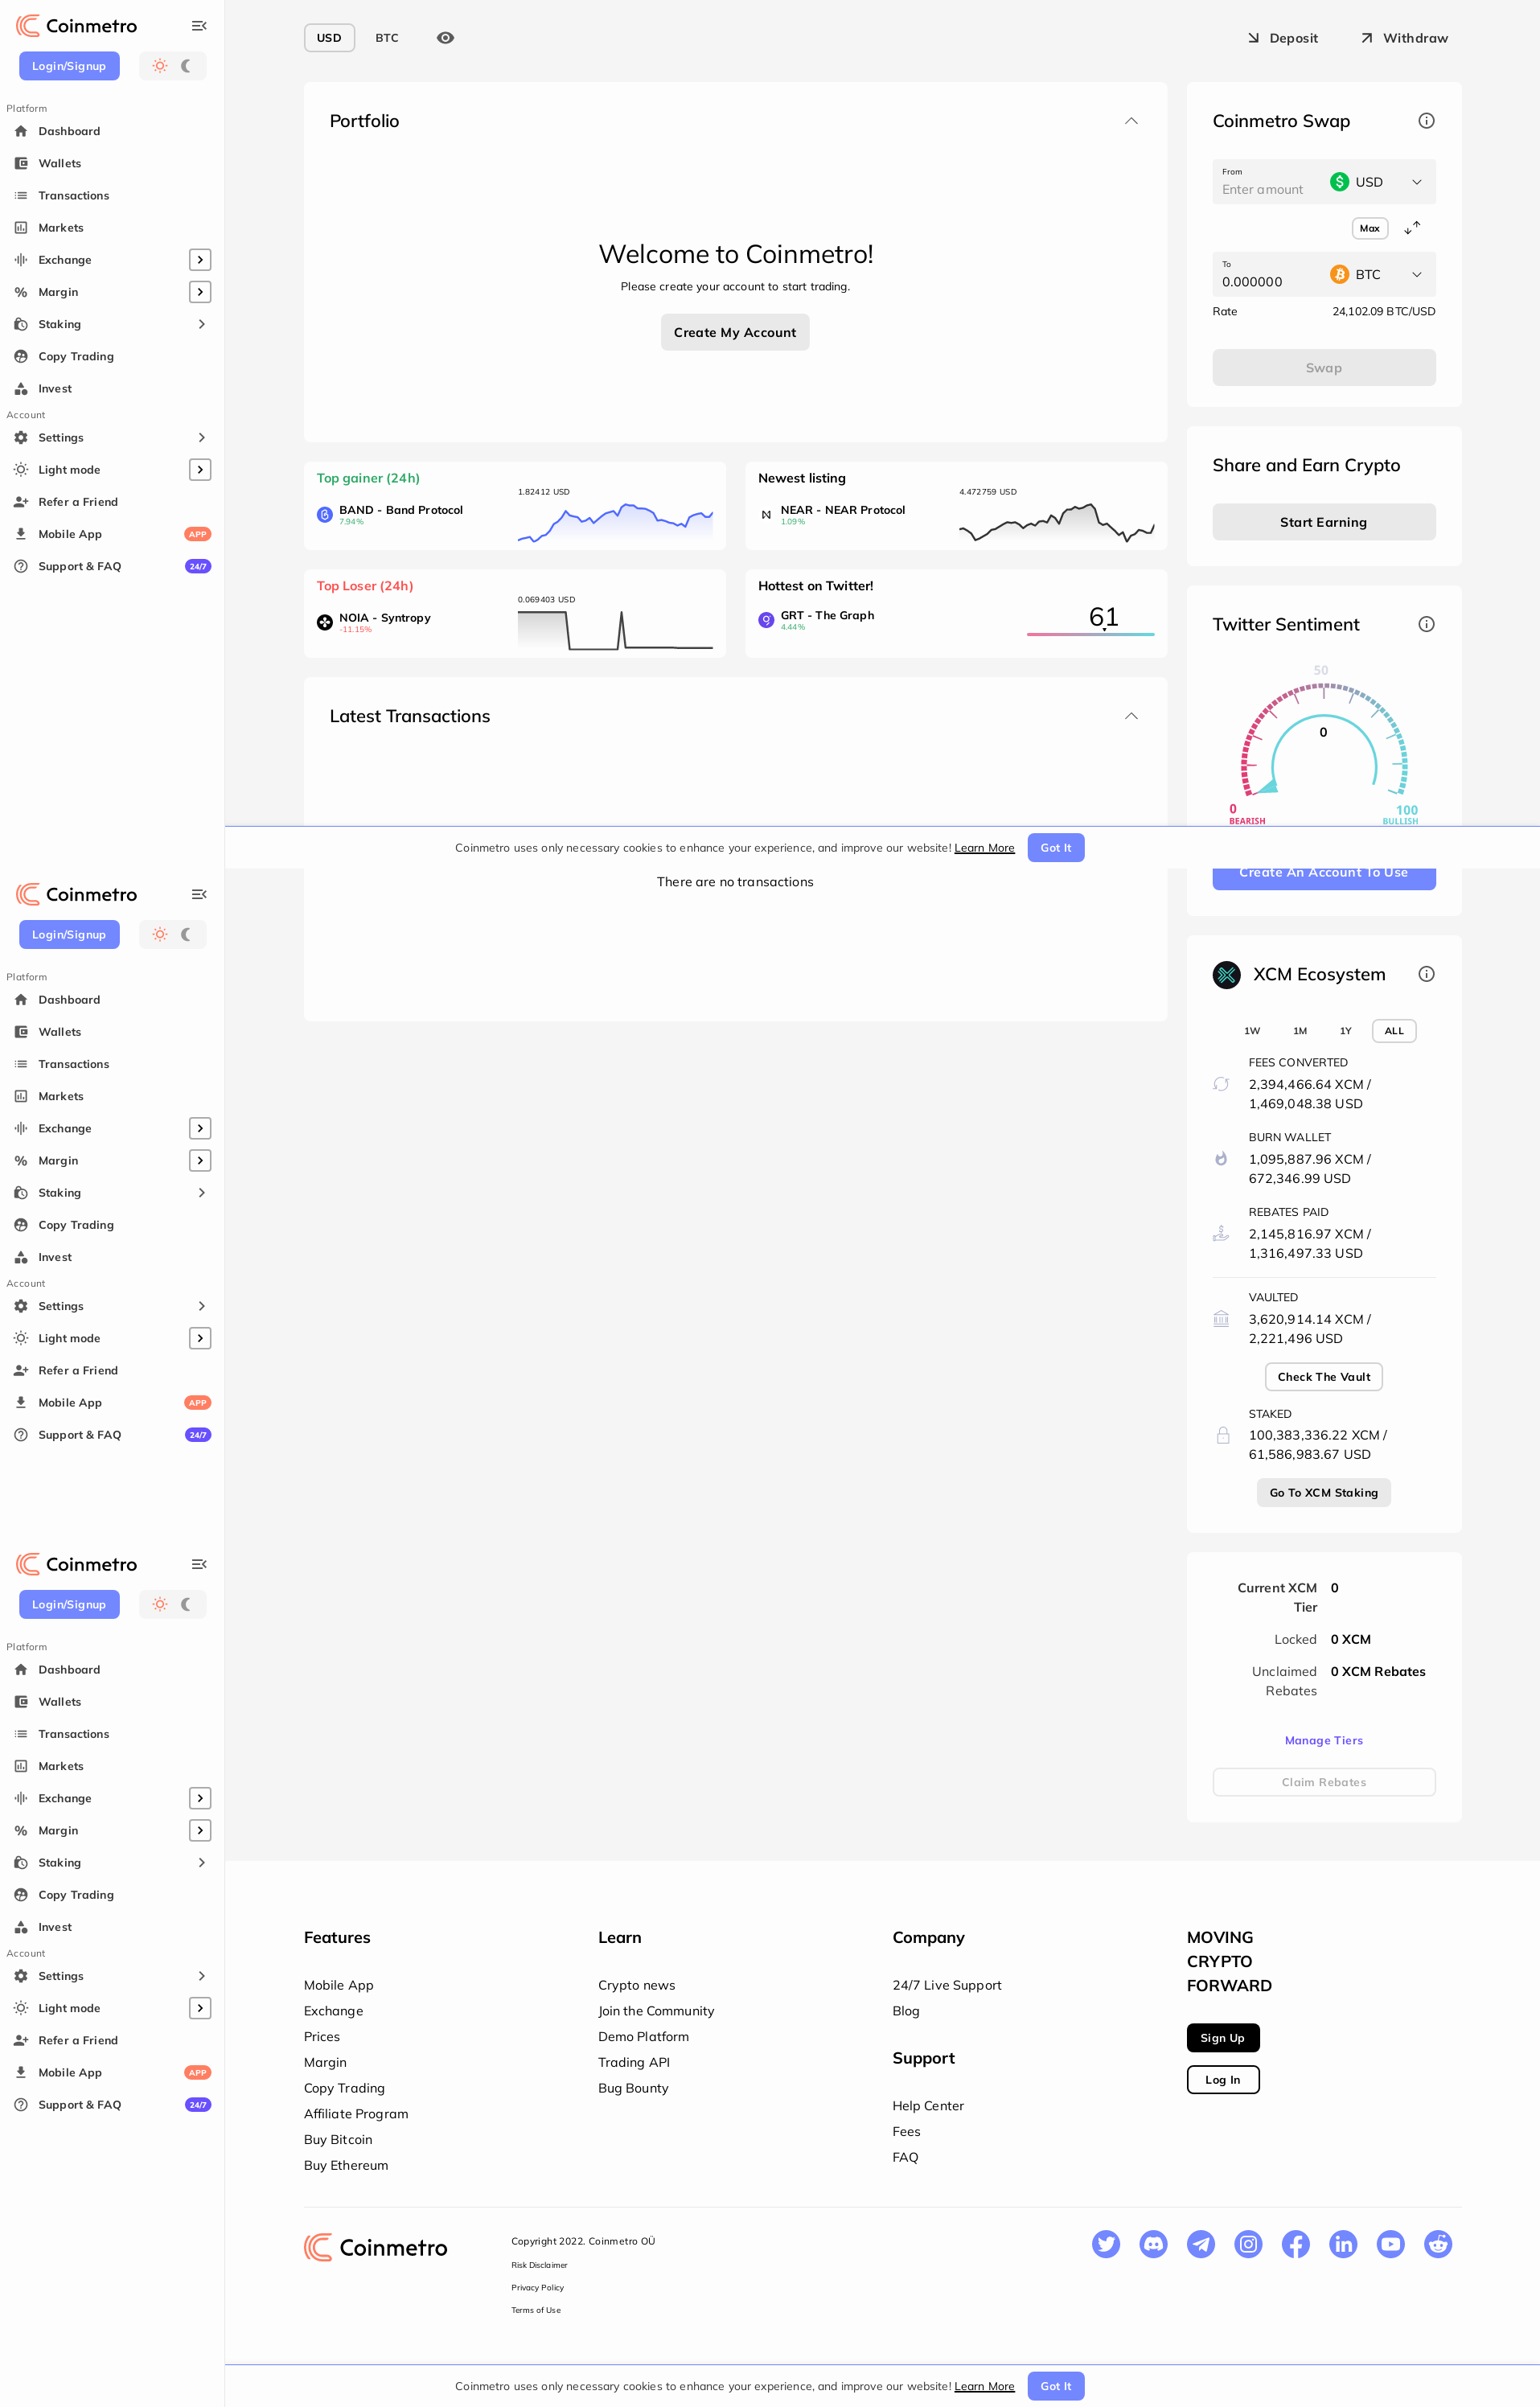 Coinmetro
Login/Signup
Platform
Dashboard
Wallets
Transactions
Markets
Exchange
Margin
Staking
Copy Trading
Invest
Account
Settings
Light mode
Refer a Friend
Mobile App
APP
Support & FAQ
24/7
USD
BTC
Deposit
Withdraw
Portfolio
Welcome to Coinmetro!
Please create your account to start trading.
Create My Account
Top gainer (24h)
BAND - Band Protocol
7.94%
1.82412 USD
Newest listing
NEAR - NEAR Protocol
1.09%
4.472759 USD
Top Loser (24h)
NOIA - Syntropy
-11.15%
0.069403 USD
Hottest on Twitter!
GRT - The Graph
4.44%
61
Latest Transactions
There are no transactions
Coinmetro Swap
From
Enter amount
USD
Max
To
0.000000
BTC
Rate
24,102.09 BTC/USD
Swap
Share and Earn Crypto
Start Earning
Twitter Sentiment
50
0
0
BEARISH
100
BULLISH
Coinmetro uses only necessary cookies to enhance your experience, and improve our website! Learn More
Got It
Create An Account To Use
Coinmetro
Login/Signup
Platform
Dashboard
Wallets
Transactions
Markets
Exchange
Margin
Staking
Copy Trading
Invest
Account
Settings
Light mode
Refer a Friend
Mobile App
APP
Support & FAQ
24/7
XCM Ecosystem
1W
1M
1Y
ALL
FEES CONVERTED
2,394,466.64 XCM /
1,469,048.38 USD
BURN WALLET
1,095,887.96 XCM /
672,346.99 USD
REBATES PAID
2,145,816.97 XCM /
1,316,497.33 USD
VAULTED
3,620,914.14 XCM /
2,221,496 USD
Check The Vault
STAKED
100,383,336.22 XCM /
61,586,983.67 USD
Go To XCM Staking
Coinmetro
Login/Signup
Platform
Dashboard
Wallets
Transactions
Markets
Exchange
Margin
Staking
Copy Trading
Invest
Account
Settings
Light mode
Refer a Friend
Mobile App
APP
Support & FAQ
24/7
Current XCM
Tier
0
Locked
0 XCM
Unclaimed
Rebates
0 XCM Rebates
Manage Tiers
Claim Rebates
Features
Mobile App
Exchange
Prices
Margin
Copy Trading
Affiliate Program
Buy Bitcoin
Buy Ethereum
Learn
Crypto news
Join the Community
Demo Platform
Trading API
Bug Bounty
Company
24/7 Live Support
Blog
Support
Help Center
Fees
FAQ
MOVING
CRYPTO
FORWARD
Sign Up
Log In
Coinmetro
Copyright 2022. Coinmetro OÜ
Risk Disclaimer
Privacy Policy
Terms of Use
Coinmetro uses only necessary cookies to enhance your experience, and improve our website! Learn More
Got It